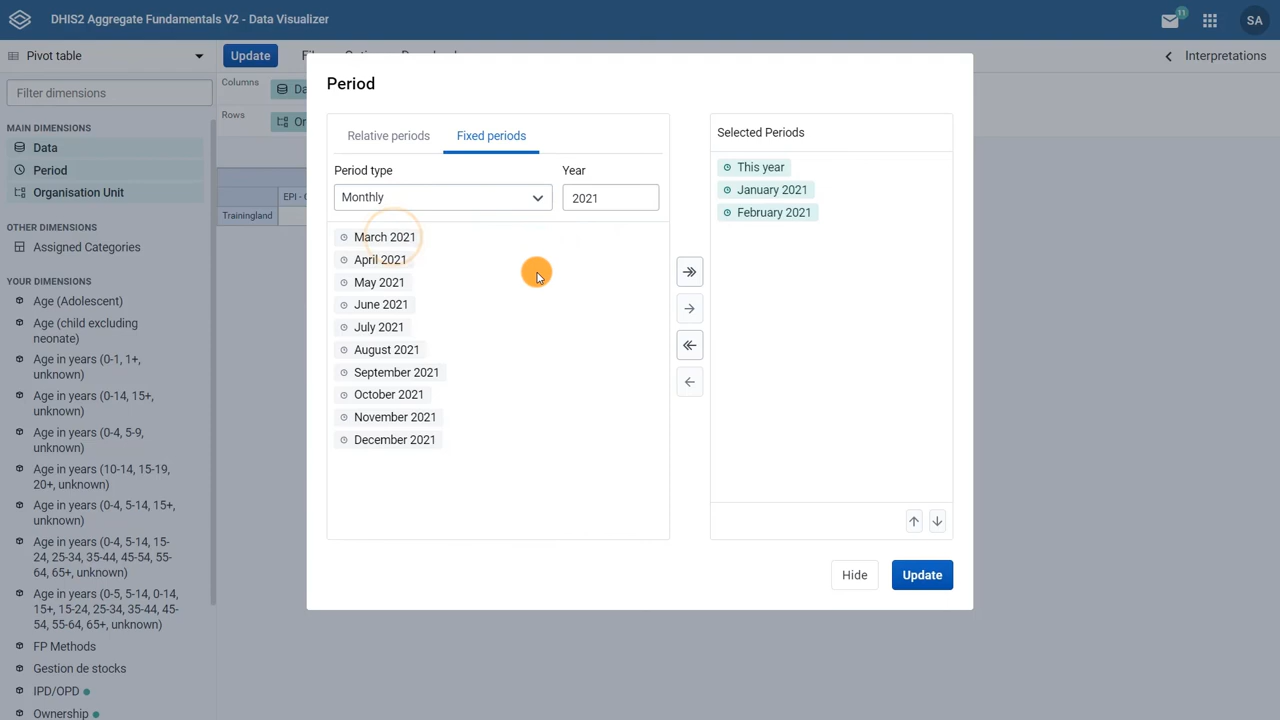 DHIS2 Aggregate Fundamentals V2 - Data Visualizer
11
SA
Pivot table
Update
Interpretations
Filter dimensions
Columns
Rows
MAIN DIMENSIONS
Data
Period
Organisation Unit
OTHER DIMENSIONS
Assigned Categories
YOUR DIMENSIONS
Age (Adolescent)
Age (child excluding
neonate)
Age in years (0-1, 1+,
unknown)
Age in years (0-14, 15+,
unknown)
Age in years (0-4, 5-9,
unknown)
Age in years (10-14, 15-19,
20+, unknown)
Age in years (0-4, 5-14, 15+,
unknown)
Age in years (0-4, 5-14, 15-
24, 25-34, 35-44, 45-54, 55-
64, 65+, unknown)
Age in years (0-5, 5-14, 0-14,
15+, 15-24, 25-34, 35-44, 45-
54, 55-64, 65+, unknown)
FP Methods
Gestion de stocks
IPD/OPD
Ownership
EPI - 
Trainingland
Period
Relative periods
Fixed periods
Period type
Year
Monthly
2021
March 2021
April 2021
May 2021
June 2021
July 2021
August 2021
September 2021
October 2021
November 2021
December 2021
Selected Periods
This year
January 2021
February 2021
Hide
Update